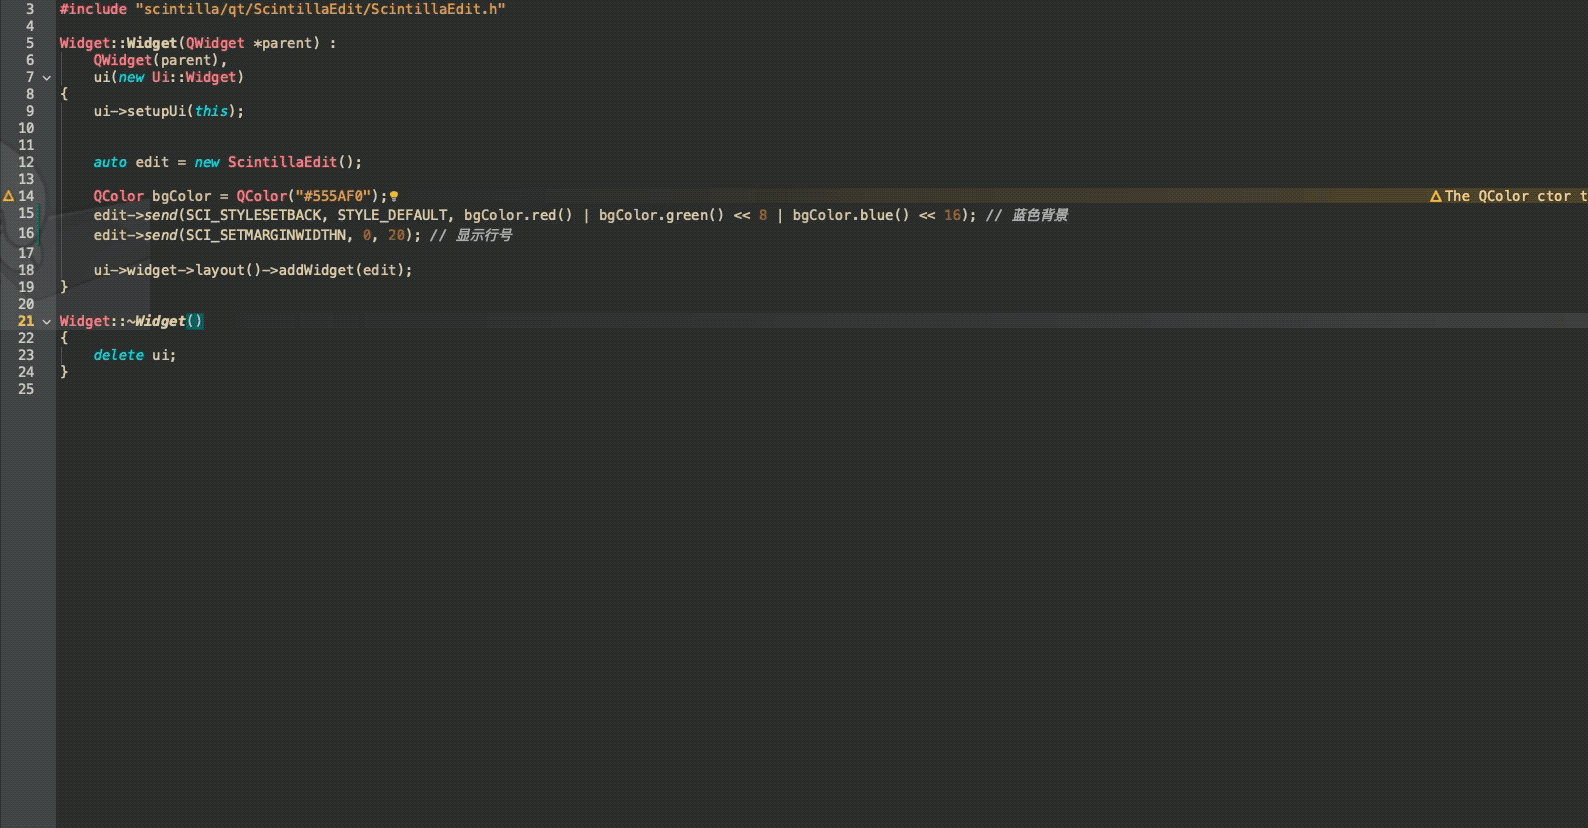 3 #include "scintilla/qt/ScintillaEdit/ScintillaEdit.h"
4
5 Widget::Widget(QWidget *parent) :
6     QWidget(parent),
7     ui(new Ui::Widget)
8 {
9     ui->setupUi(this);
10
11
12     auto edit = new ScintillaEdit();
13
14     QColor bgColor = QColor("#555AF0"); The QColor ctor t
15     edit->send(SCI_STYLESETBACK, STYLE_DEFAULT, bgColor.red() | bgColor.green() << 8 | bgColor.blue() << 16); // 蓝色背景
16     edit->send(SCI_SETMARGINWIDTHN, 0, 20); // 显示行号
17
18     ui->widget->layout()->addWidget(edit);
19 }
20
21 Widget::~Widget()
22 {
23     delete ui;
24 }
25